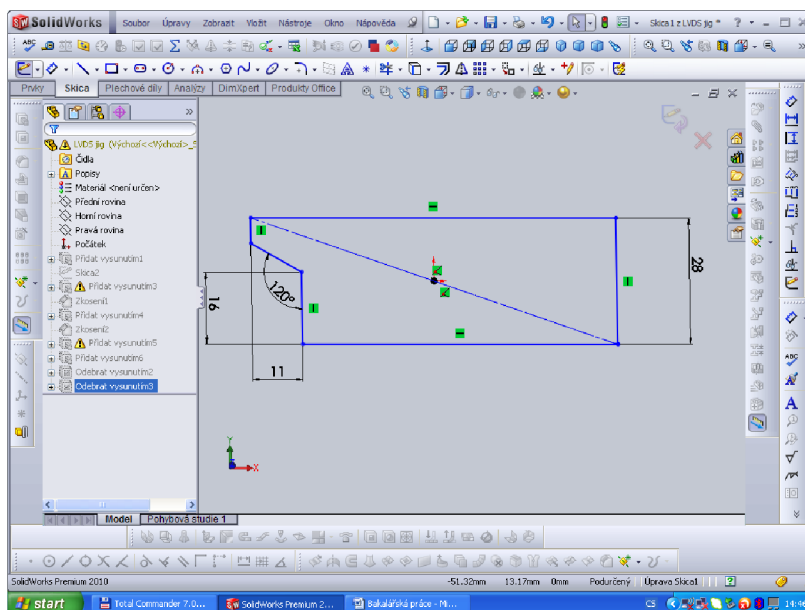 SolidWorks Soubor Úpravy Zobrazit Vložit Nástroje Okno Nápověda Skica1 z LVDS jig *
Prvky Skica Plechové díly Analýzy DimXpert Produkty Office
LVDS jig (Výchozí<<Výchozí>_S
Čidla
Popisy
Materiál <není určen>
Přední rovina
Horní rovina
Pravá rovina
Počátek
Přidat vysunutím1
Skica2
Přidat vysunutím3
Zkosení1
Přidat vysunutím4
Zkosení2
Přidat vysunutím5
Přidat vysunutím6
Odebrat vysunutím2
Odebrat vysunutím3
120°
16
11
28
Y
X
Model Pohybová studie 1
SolidWorks Premium 2010 -51.32mm 13.17mm 0mm Podurčený Úprava Skica1
start Total Commander 7.0... SolidWorks Premium 2... Bakalářská práce - Mi... CS